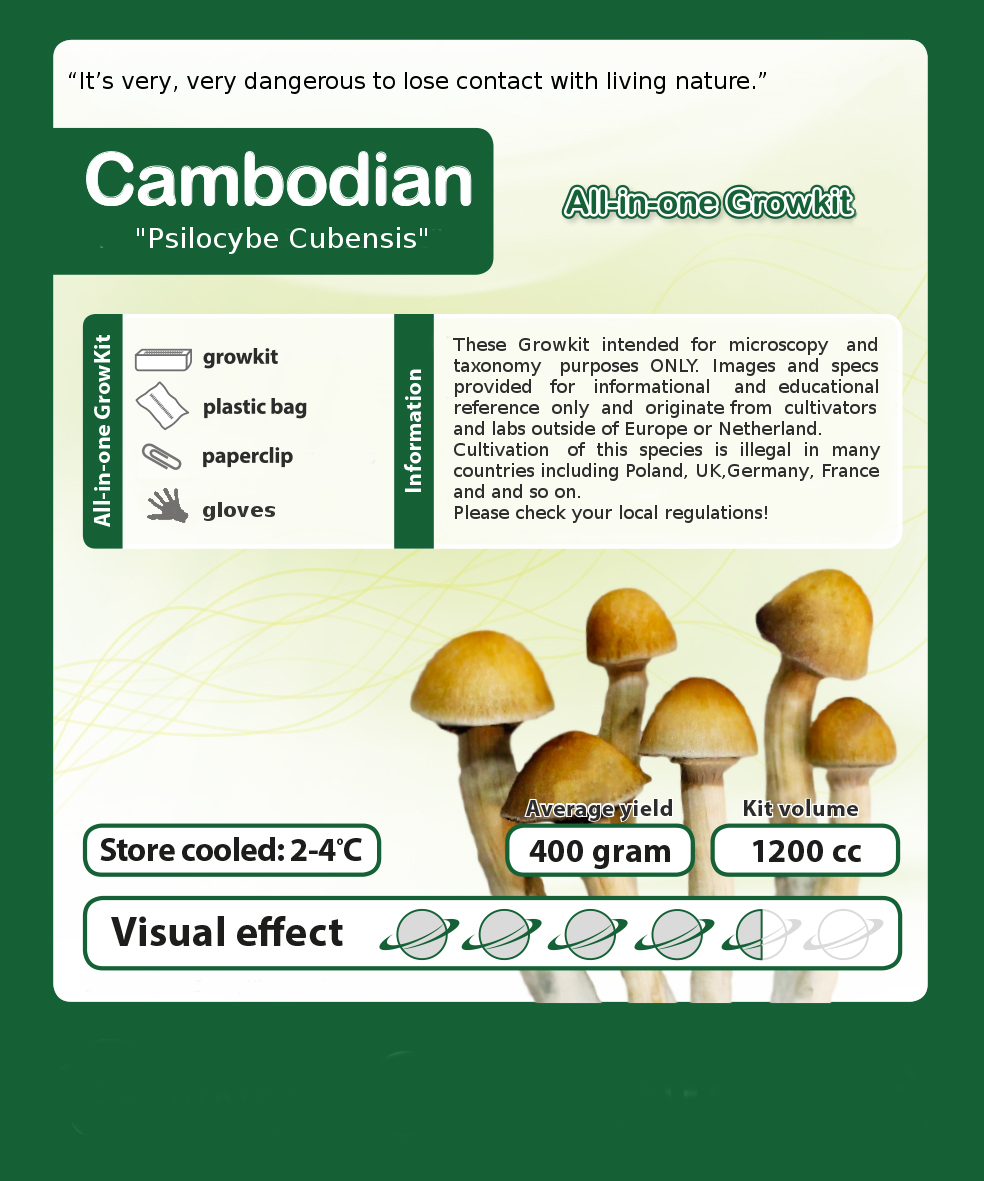 “It’s very, very dangerous to lose contact with living nature.”
Cambodian
"Psilocybe Cubensis"
All-in-one Growkit
All-in-one GrowKit
growkit
plastic bag
paperclip
gloves
Information
These Growkit intended for microscopy and
taxonomy purposes ONLY. Images and specs
provided for informational and educational
reference only and originate from cultivators
and labs outside of Europe or Netherland.
Cultivation of this species is illegal in many
countries including Poland, UK,Germany, France
and and so on.
Please check your local regulations!
Average yield
Kit volume
Store cooled: 2-4°C
400 gram
1200 cc
Visual effect